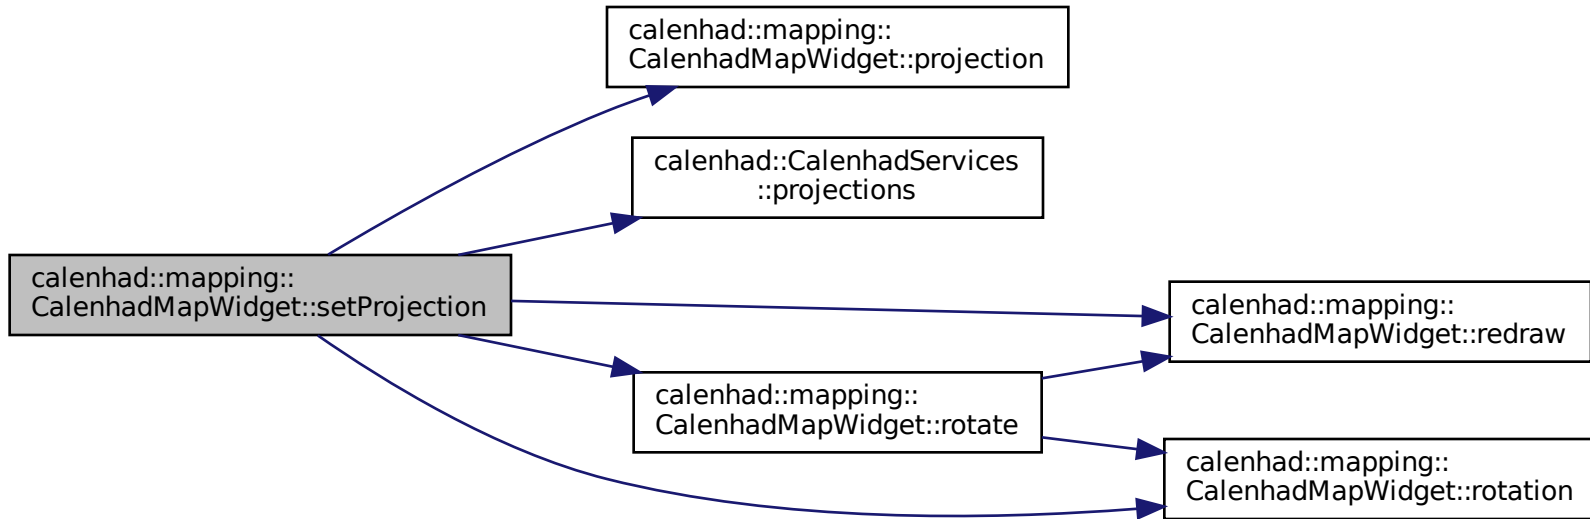 calenhad::mapping::
CalenhadMapWidget::projection
calenhad::CalenhadServices
::projections
calenhad::mapping::
CalenhadMapWidget::setProjection
calenhad::mapping::
CalenhadMapWidget::redraw
calenhad::mapping::
CalenhadMapWidget::rotate
calenhad::mapping::
CalenhadMapWidget::rotation